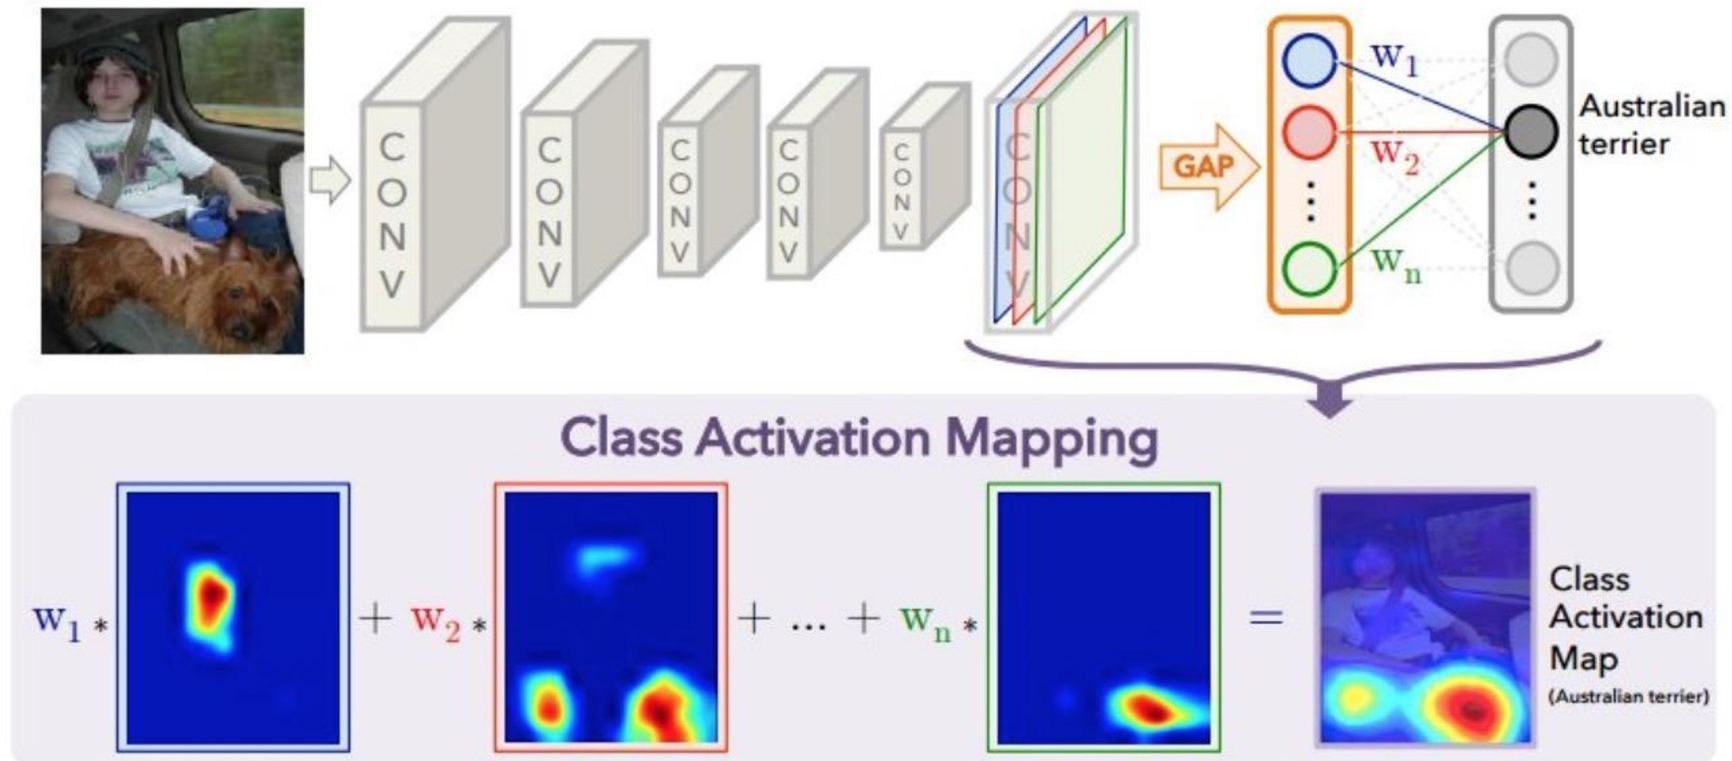 CONV
CONV
CONV
CONV
CONV
CONV
GAP
w1
w2
⋮
wn
⋮
Australian
terrier
Class Activation Mapping
w1 * + w2 * + ... + wn * =
Class
Activation
Map
(Australian terrier)